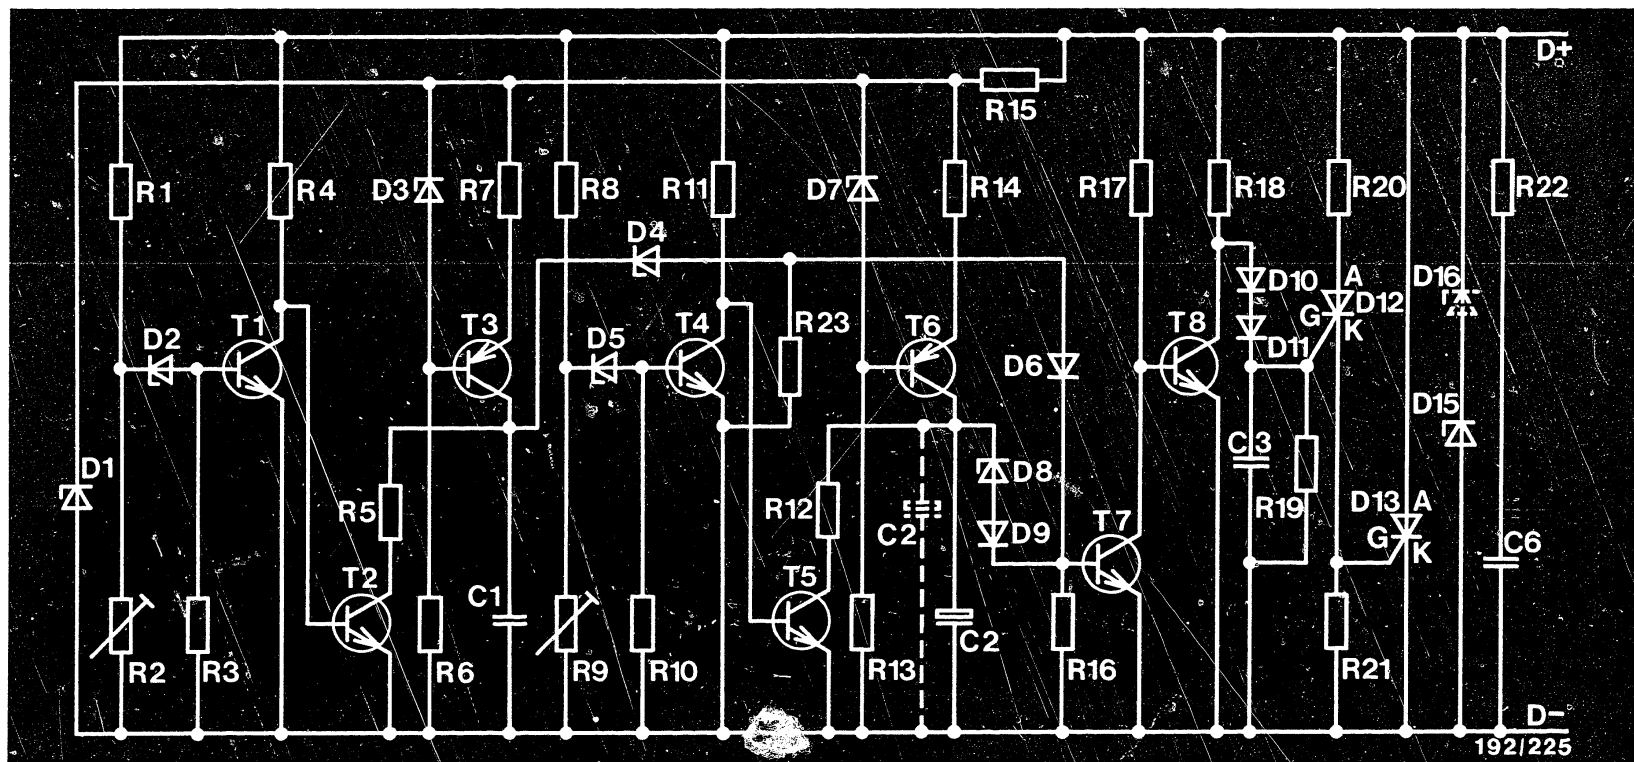 D+
R15
R1
R4
D3
R7
R8
R11
D7
R14
R17
R18
R20
R22
D4
D10
A
D12
D16
G
K
D2
T1
T3
D5
T4
R23
T6
D6
T8
D11
D15
D1
R5
C3
R19
D8
R12
C2
D9
T7
D13
A
G
K
C6
T2
C1
T5
C2
R2
R3
R6
R9
R10
R13
R16
R21
D-
192/225